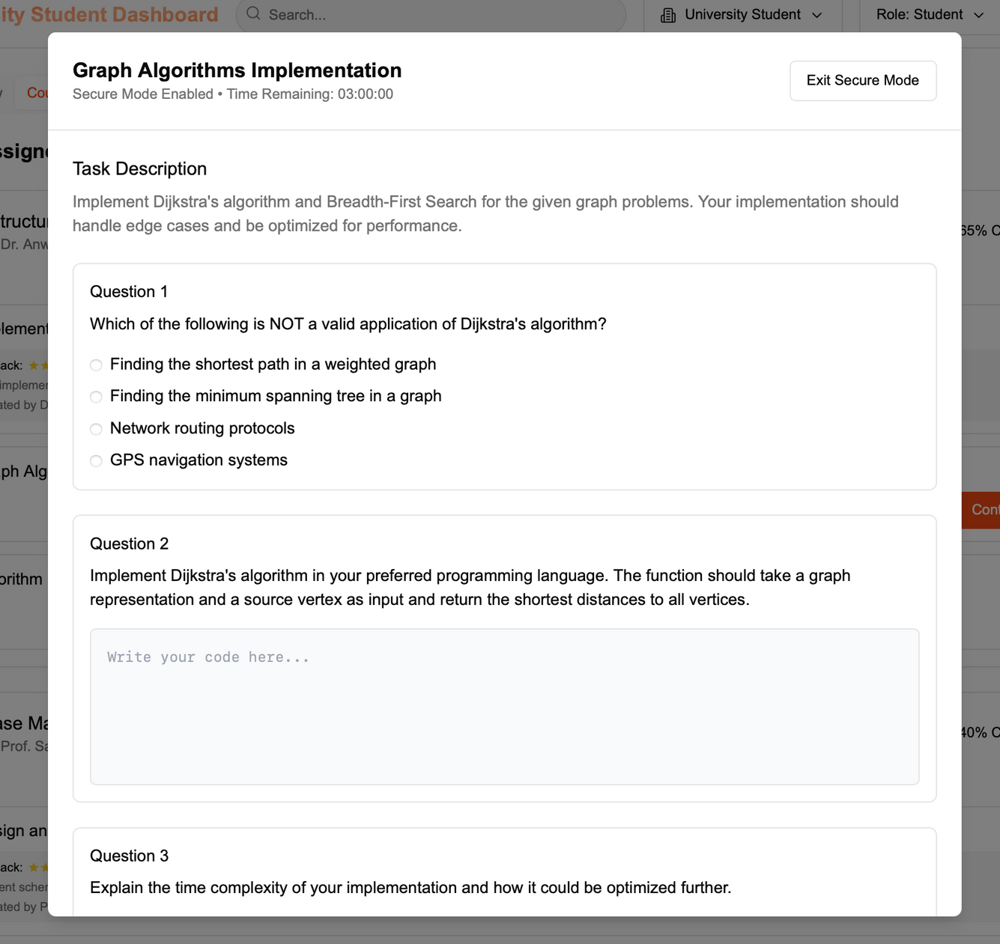 ity Student Dashboard
Search...
University Student
Role: Student
Graph Algorithms Implementation
Secure Mode Enabled • Time Remaining: 03:00:00
Exit Secure Mode
Task Description
Implement Dijkstra's algorithm and Breadth-First Search for the given graph problems. Your implementation should
handle edge cases and be optimized for performance.
Question 1
Which of the following is NOT a valid application of Dijkstra's algorithm?
Finding the shortest path in a weighted graph
Finding the minimum spanning tree in a graph
Network routing protocols
GPS navigation systems
Question 2
Implement Dijkstra's algorithm in your preferred programming language. The function should take a graph
representation and a source vertex as input and return the shortest distances to all vertices.
Write your code here...
Question 3
Explain the time complexity of your implementation and how it could be optimized further.
Cou
ssigne
tructu
Dr. Anw
65% C
lement
ack:
implemen
ated by D
ph Alg
Cont
orithm
ase Ma
Prof. Sa
40% C
sign an
ack:
ent scher
ated by P